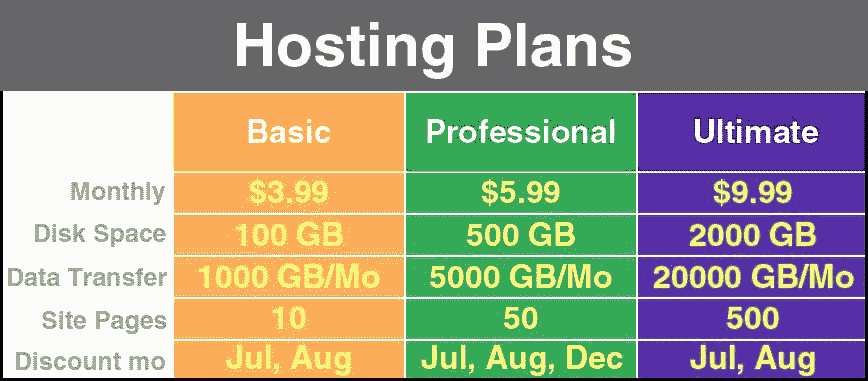 Hosting Plans
Basic Professional Ultimate
Monthly $3.99 $5.99 $9.99
Disk Space 100 GB 500 GB 2000 GB
Data Transfer 1000 GB/Mo 5000 GB/Mo 20000 GB/Mo
Site Pages 10 50 500
Discount mo Jul, Aug Jul, Aug, Dec Jul, Aug